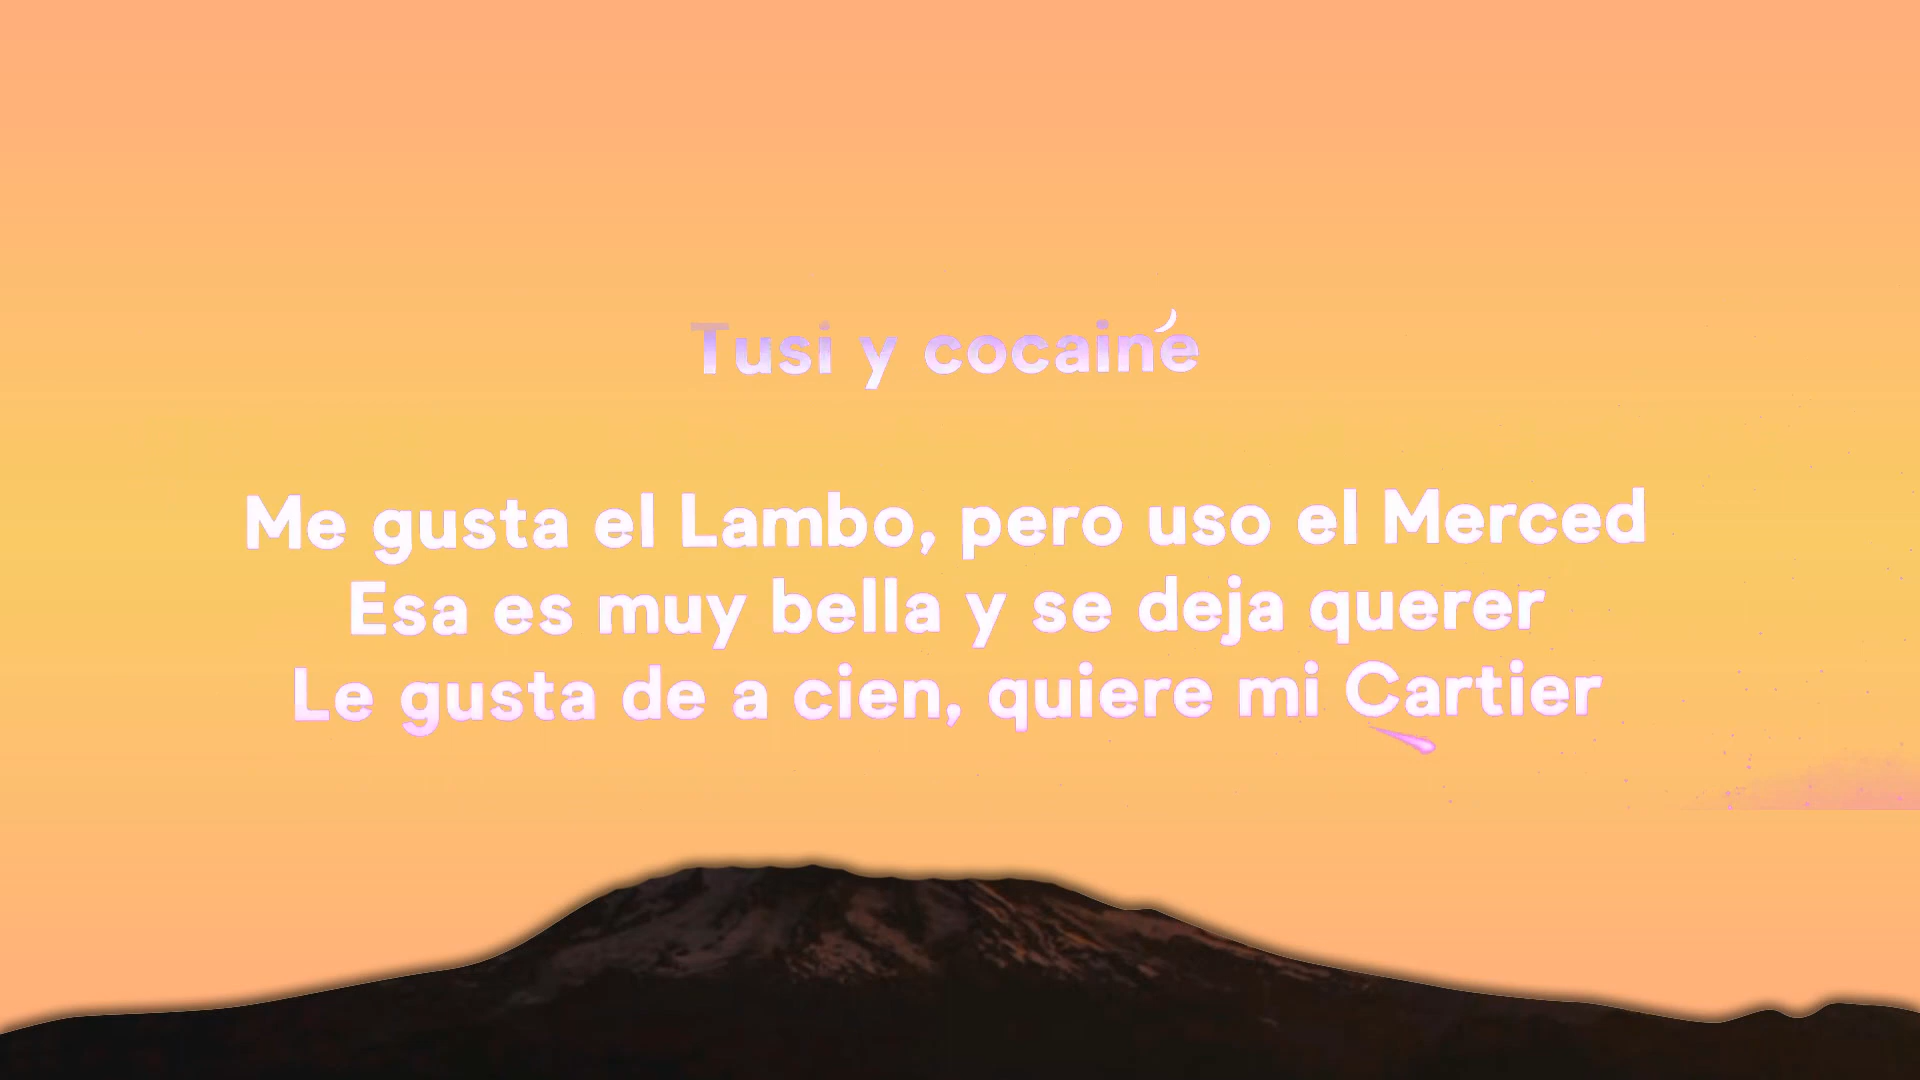 Tusi y cocaine
Me gusta el Lambo, pero uso el Merced
Esa es muy bella y se deja querer
Le gusta de a cien, quiere mi Cartier